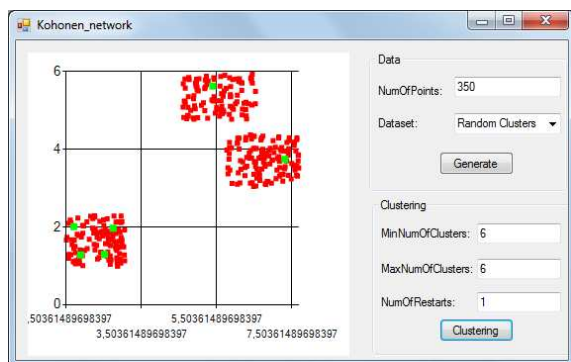 Kohonen_network
6
4
2
0
,50361489698397
5,50361489698397
3,50361489698397
7,50361489698397
Data
NumOfPoints: 350
Dataset: Random Clusters
Generate
Clustering
MinNumOfClusters: 6
MaxNumOfClusters: 6
NumOfRestarts: 1
Clustering